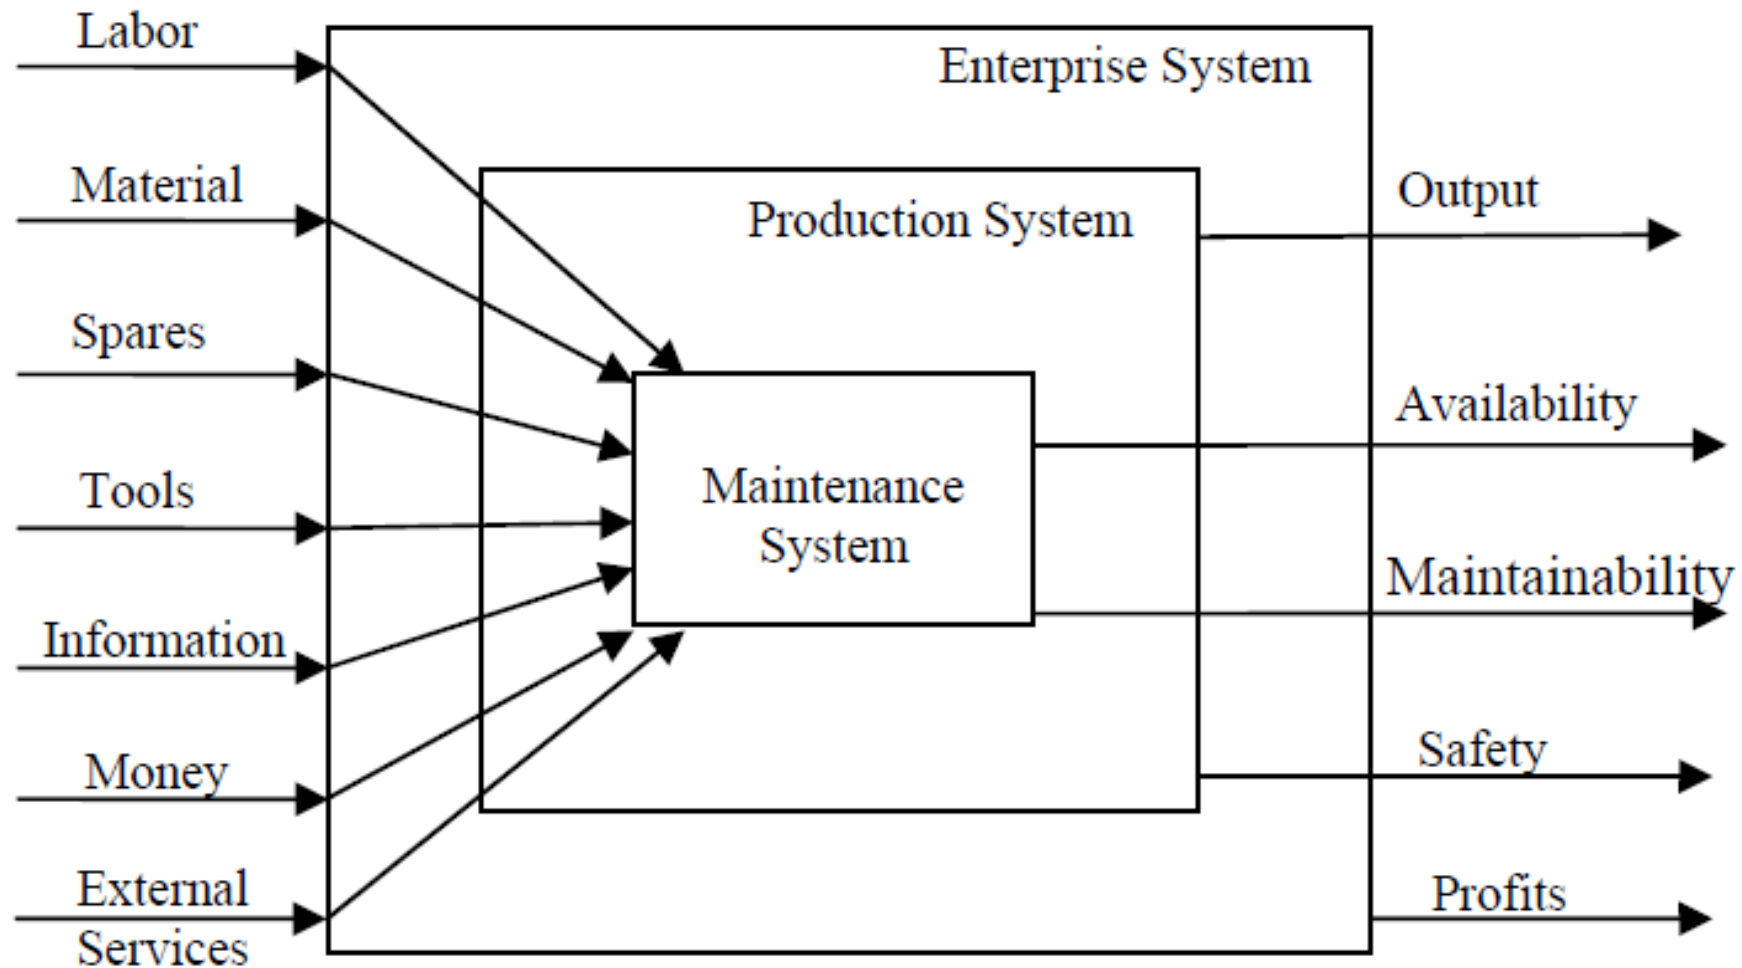 Labor
Material
Spares
Tools
Information
Money
External
Services
Enterprise System
Production System
Maintenance
System
Output
Availability
Maintainability
Safety
Profits